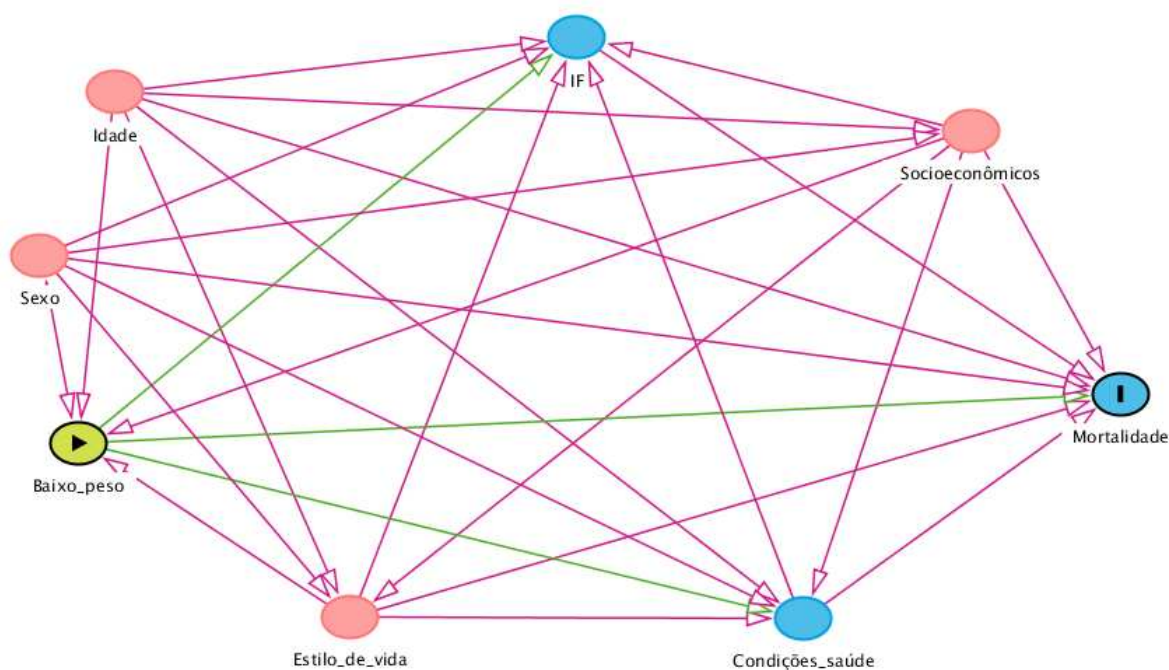 IF
Idade
Socioeconômicos
Sexo
Mortalidade
Baixo_peso
Estilo_de_vida
Condições_saúde